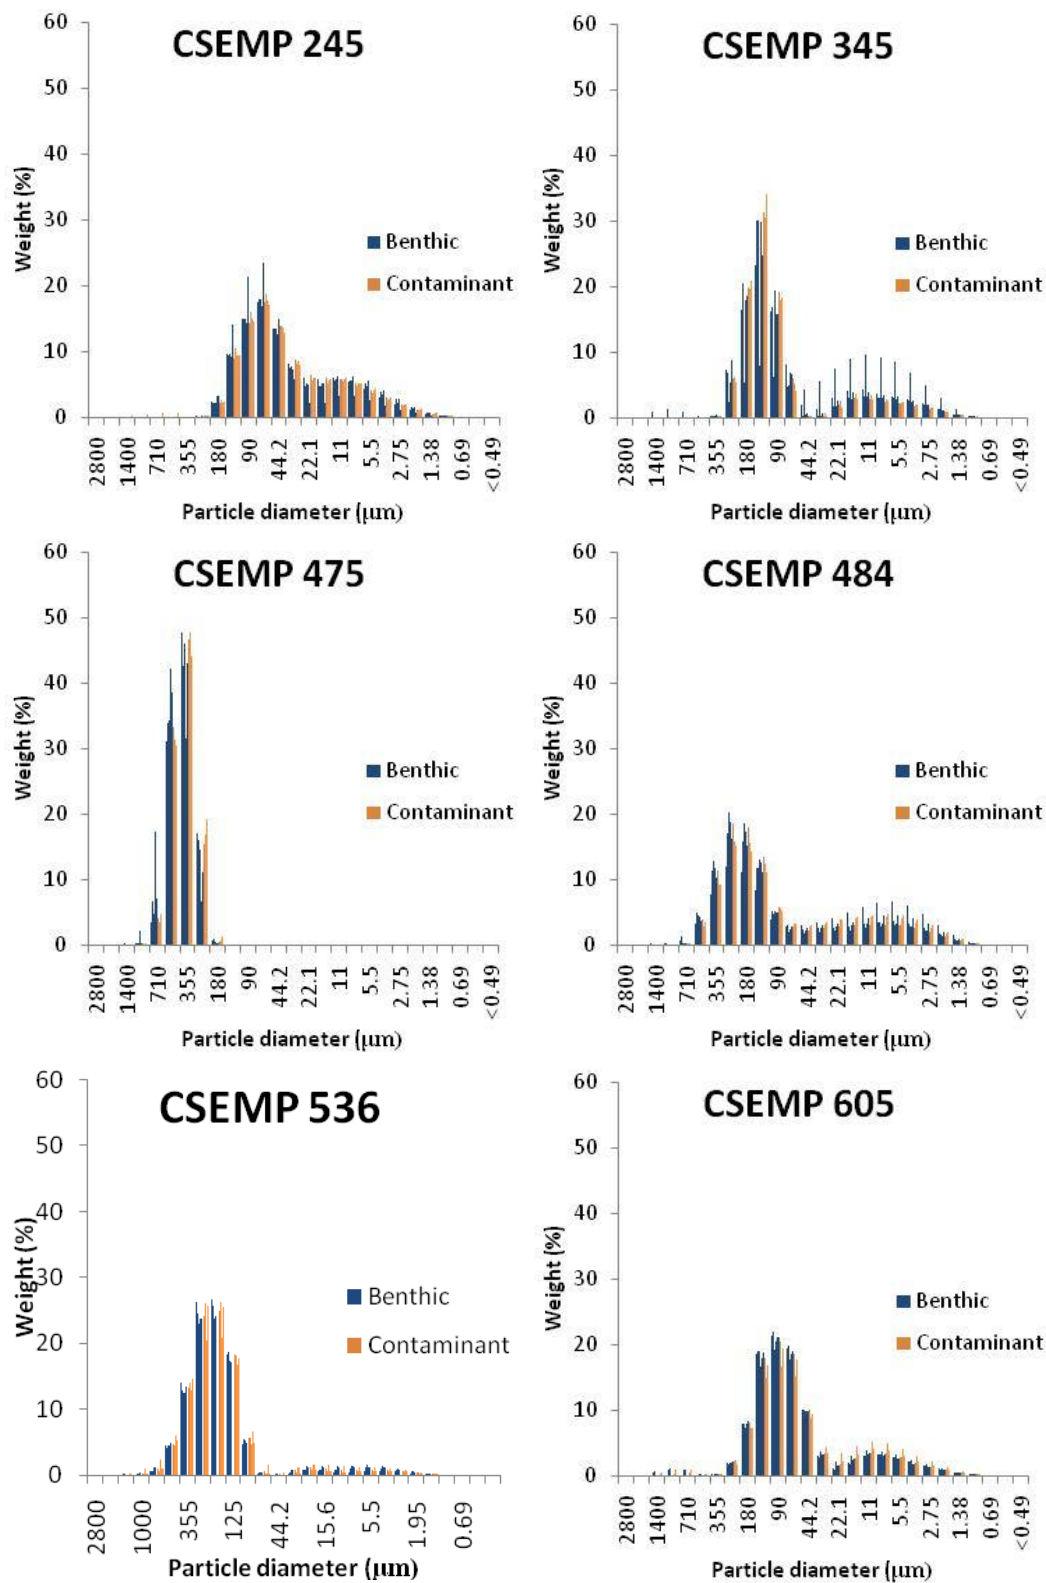 CSEMP 245
60
50
40
30
20
10
0
Weight (%)
Benthic
Contaminant
2800 1400 710 355 180 90 44.2 22.1 11 5.5 2.75 1.38 0.69 <0.49
Particle diameter (µm)
CSEMP 345
60
50
40
30
20
10
0
Weight (%)
Benthic
Contaminant
2800 1400 710 355 180 90 44.2 22.1 11 5.5 2.75 1.38 0.69 <0.49
Particle diameter (µm)
CSEMP 475
60
50
40
30
20
10
0
Weight (%)
Benthic
Contaminant
2800 1400 710 355 180 90 44.2 22.1 11 5.5 2.75 1.38 0.69 <0.49
Particle diameter (µm)
CSEMP 484
60
50
40
30
20
10
0
Weight (%)
Benthic
Contaminant
2800 1400 710 355 180 90 44.2 22.1 11 5.5 2.75 1.38 0.69 <0.49
Particle diameter (µm)
CSEMP 536
60
50
40
30
20
10
0
Weight (%)
Benthic
Contaminant
2800 1000 355 125 44.2 15.6 5.5 1.95 0.69
Particle diameter (µm)
CSEMP 605
60
50
40
30
20
10
0
Weight (%)
Benthic
Contaminant
2800 1400 710 355 180 90 44.2 22.1 11 5.5 2.75 1.38 0.69 <0.49
Particle diameter (µm)